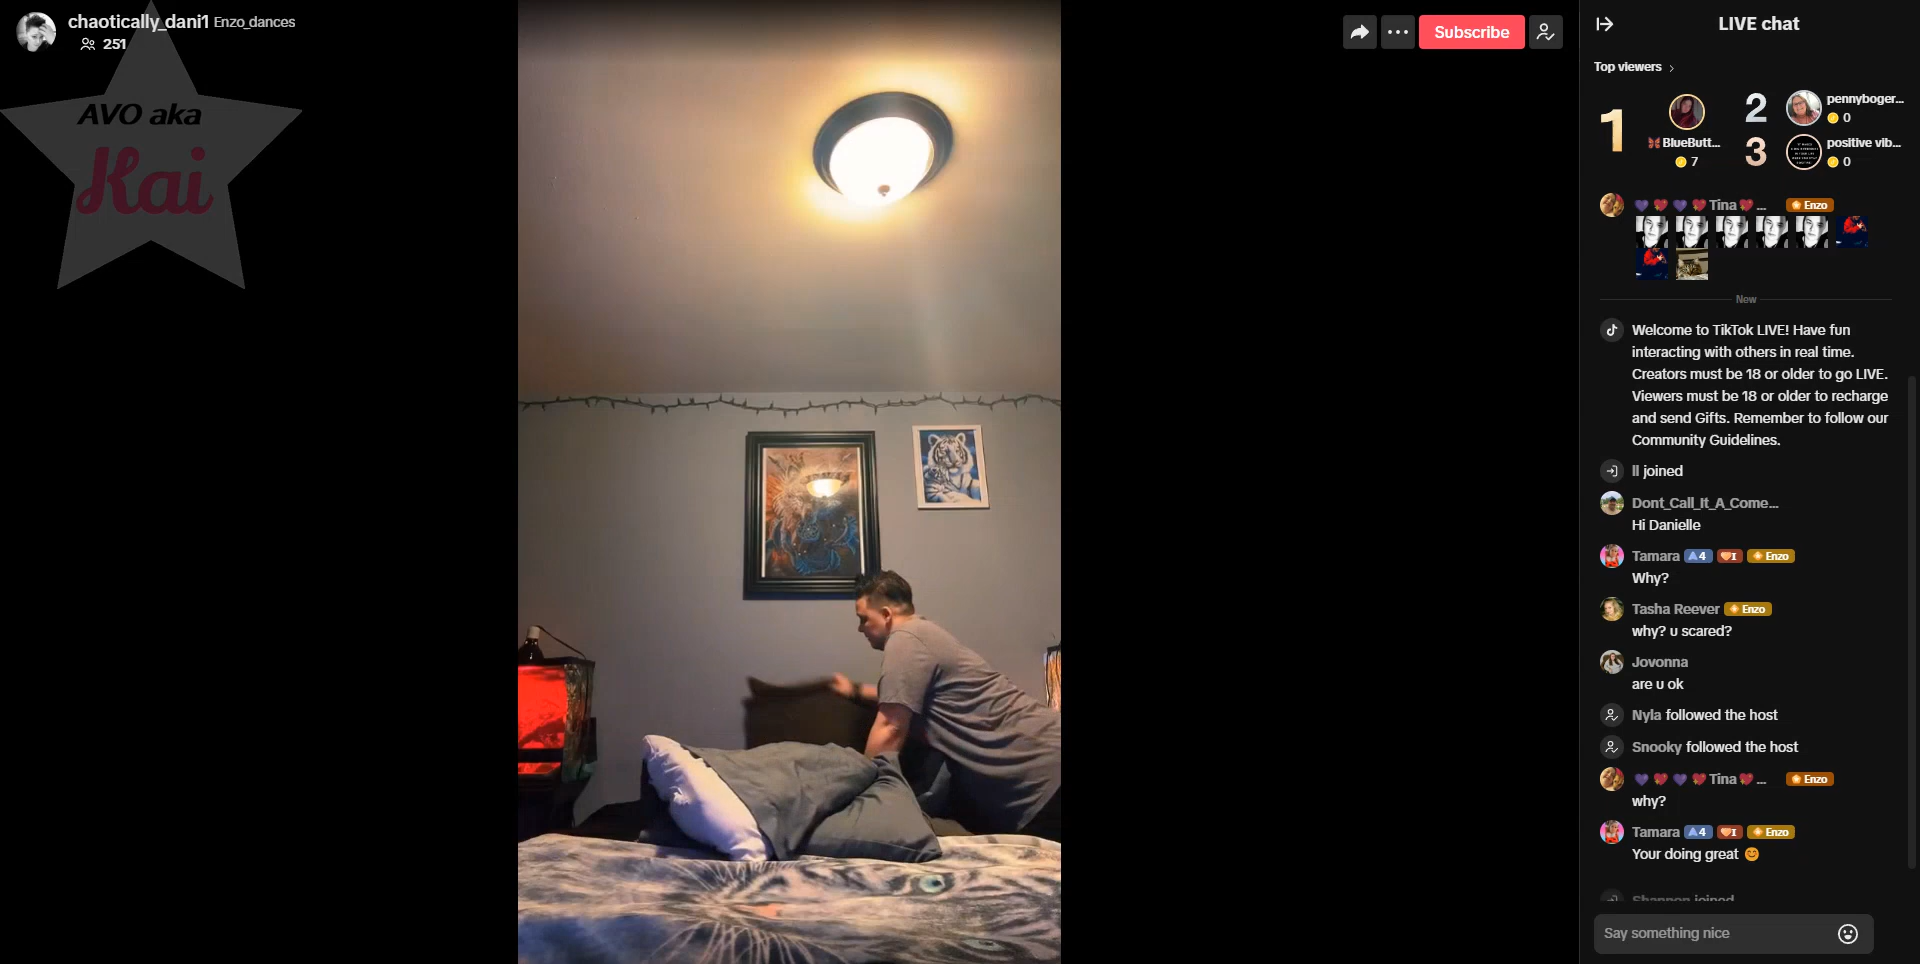 chaotically_dani1 Enzo_dances
251
AVO aka
Kai
Subscribe
LIVE chat
Top viewers
1
BlueButt...
7
2
pennyboger...
0
3
positive vib...
0
Tina ...
Enzo
New
Welcome to TikTok LIVE! Have fun
interacting with others in real time.
Creators must be 18 or older to go LIVE.
Viewers must be 18 or older to recharge
and send Gifts. Remember to follow our
Community Guidelines.
ll joined
Dont_Call_It_A_Come...
Hi Danielle
Tamara 4 I Enzo
Why?
Tasha Reever Enzo
why? u scared?
Jovonna
are u ok
Nyla followed the host
Snooky followed the host
Tina ... Enzo
why?
Tamara 4 I Enzo
Your doing great
Shannon joined
Say something nice